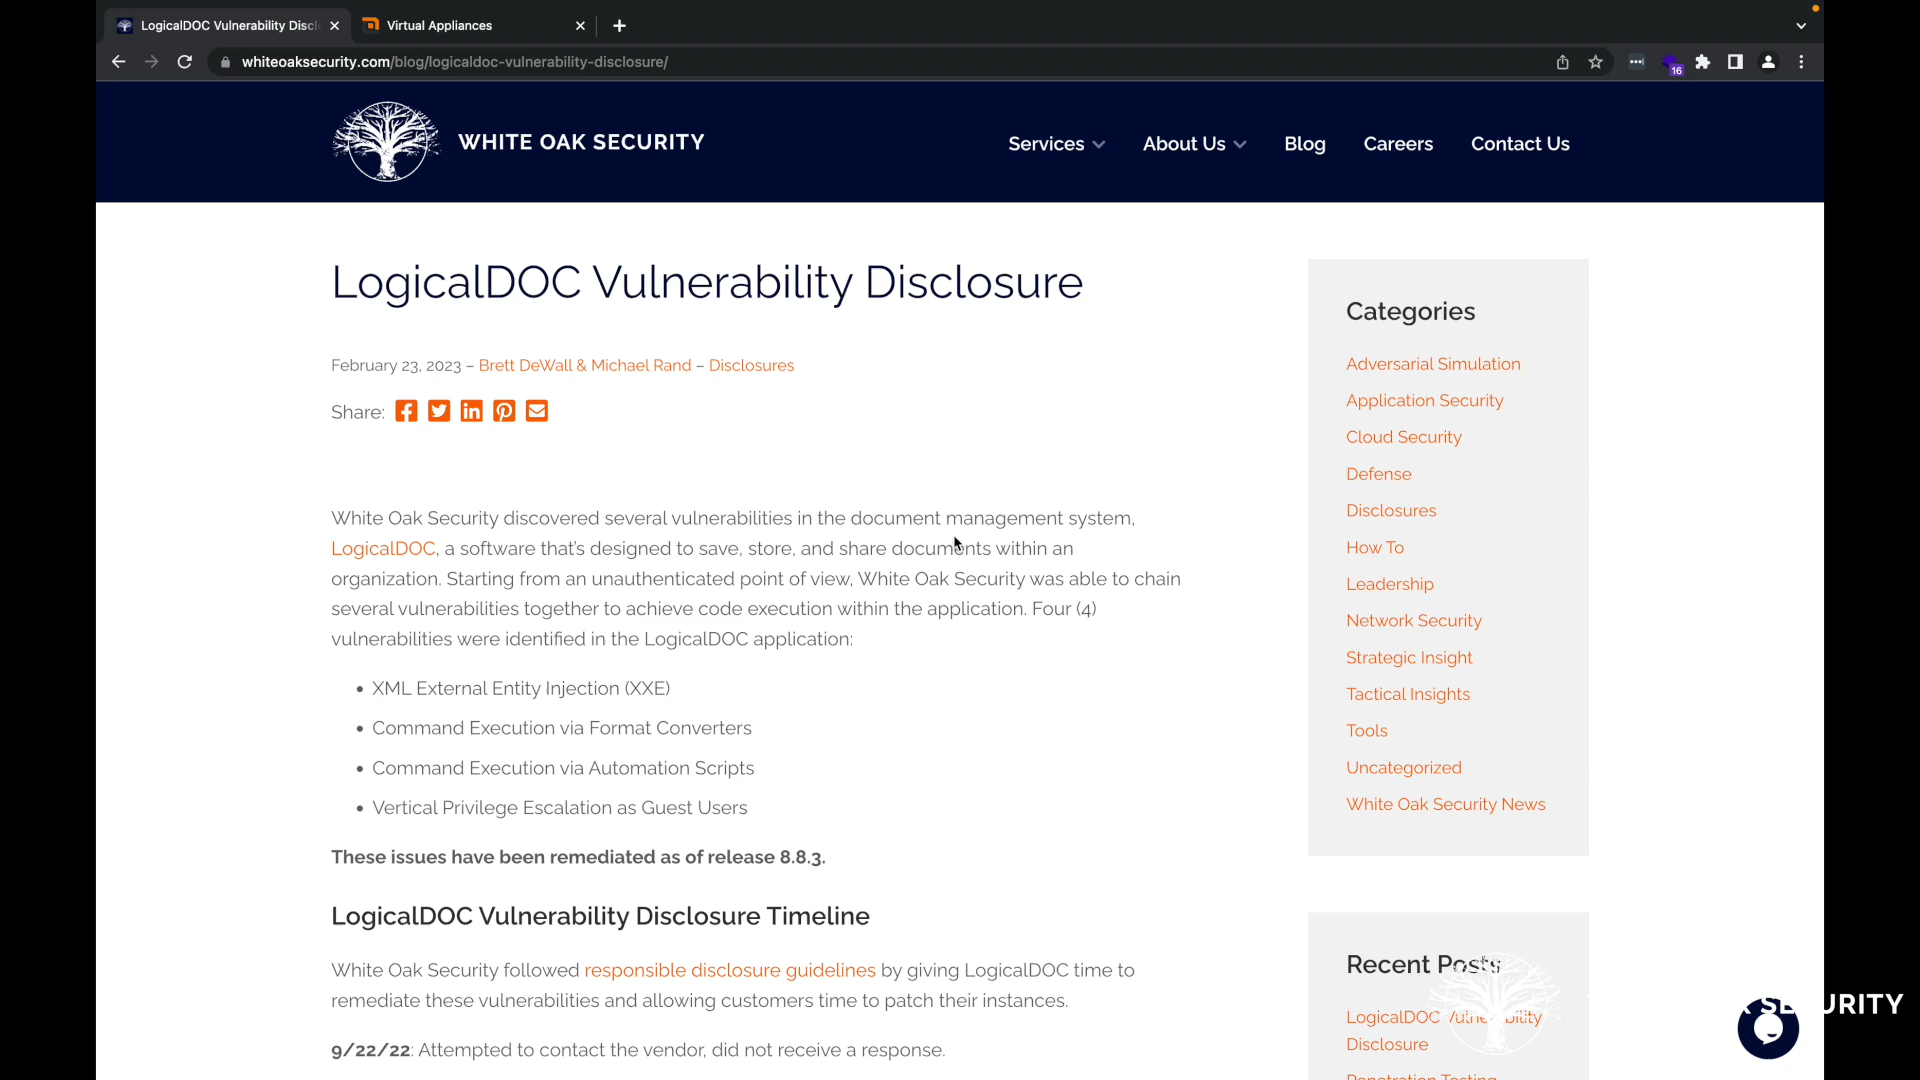 LogicalDOC Vulnerability Discl
Virtual Appliances
whiteoaksecurity.com/blog/logicaldoc-vulnerability-disclosure/
16
WHITE OAK SECURITY
Services
About Us
Blog
Careers
Contact Us
LogicalDOC Vulnerability Disclosure
February 23, 2023 – Brett DeWall & Michael Rand – Disclosures
Share:
White Oak Security discovered several vulnerabilities in the document management system,
LogicalDOC, a software that's designed to save, store, and share documents within an
organization. Starting from an unauthenticated point of view, White Oak Security was able to chain
several vulnerabilities together to achieve code execution within the application. Four (4)
vulnerabilities were identified in the LogicalDOC application:
• XML External Entity Injection (XXE)
• Command Execution via Format Converters
• Command Execution via Automation Scripts
• Vertical Privilege Escalation as Guest Users
These issues have been remediated as of release 8.8.3.
LogicalDOC Vulnerability Disclosure Timeline
White Oak Security followed responsible disclosure guidelines by giving LogicalDOC time to
remediate these vulnerabilities and allowing customers time to patch their instances.
9/22/22: Attempted to contact the vendor, did not receive a response.
Categories
Adversarial Simulation
Application Security
Cloud Security
Defense
Disclosures
How To
Leadership
Network Security
Strategic Insight
Tactical Insights
Tools
Uncategorized
White Oak Security News
Recent Posts
LogicalDOC Vulnerability
Disclosure
Penetration Testing
URITY